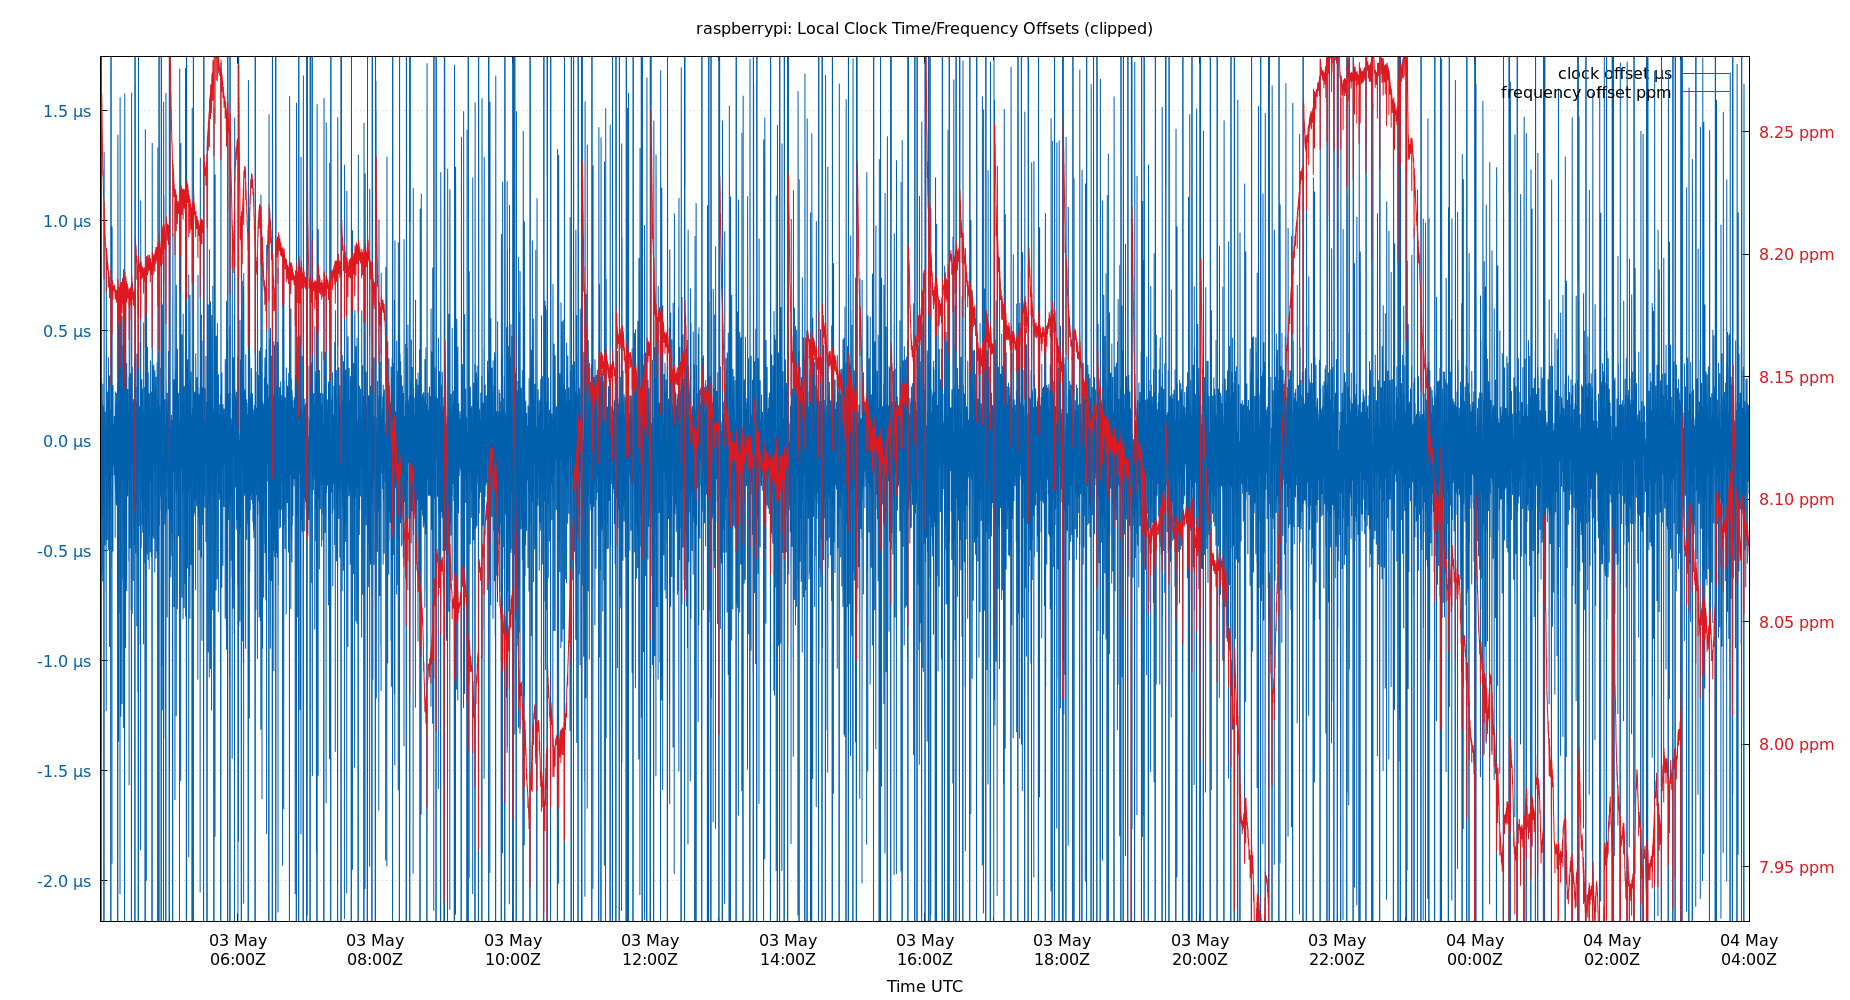 raspberrypi: Local Clock Time/Frequency Offsets (clipped)
clock offset µs
frequency offset ppm
1.5 µs
1.0 µs
0.5 µs
0.0 µs
-0.5 µs
-1.0 µs
-1.5 µs
-2.0 µs
8.25 ppm
8.20 ppm
8.15 ppm
8.10 ppm
8.05 ppm
8.00 ppm
7.95 ppm
03 May 03 May 03 May 03 May 03 May 03 May 03 May 03 May 03 May 04 May 04 May 04 May
06:00Z 08:00Z 10:00Z 12:00Z 14:00Z 16:00Z 18:00Z 20:00Z 22:00Z 00:00Z 02:00Z 04:00Z
Time UTC